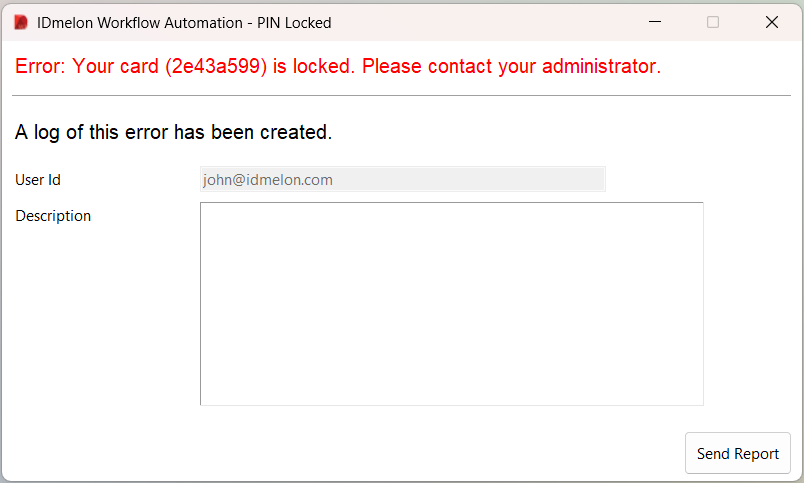 IDmelon Workflow Automation - PIN Locked
Error: Your card (2e43a599) is locked. Please contact your administrator.
A log of this error has been created.
User Id
john@idmelon.com
Description
Send Report